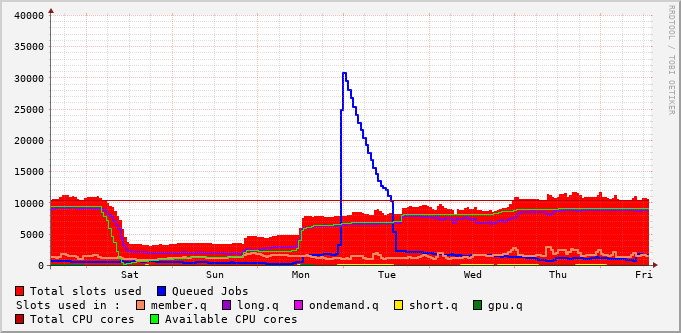 40000
35000
30000
25000
20000
15000
10000
5000
0
Sat Sun Mon Tue Wed Thu Fri
RRDTOOL / TOBI OETIKER
Total slots used Queued Jobs
Slots used in : member.q long.q ondemand.q short.q gpu.q
Total CPU cores Available CPU cores